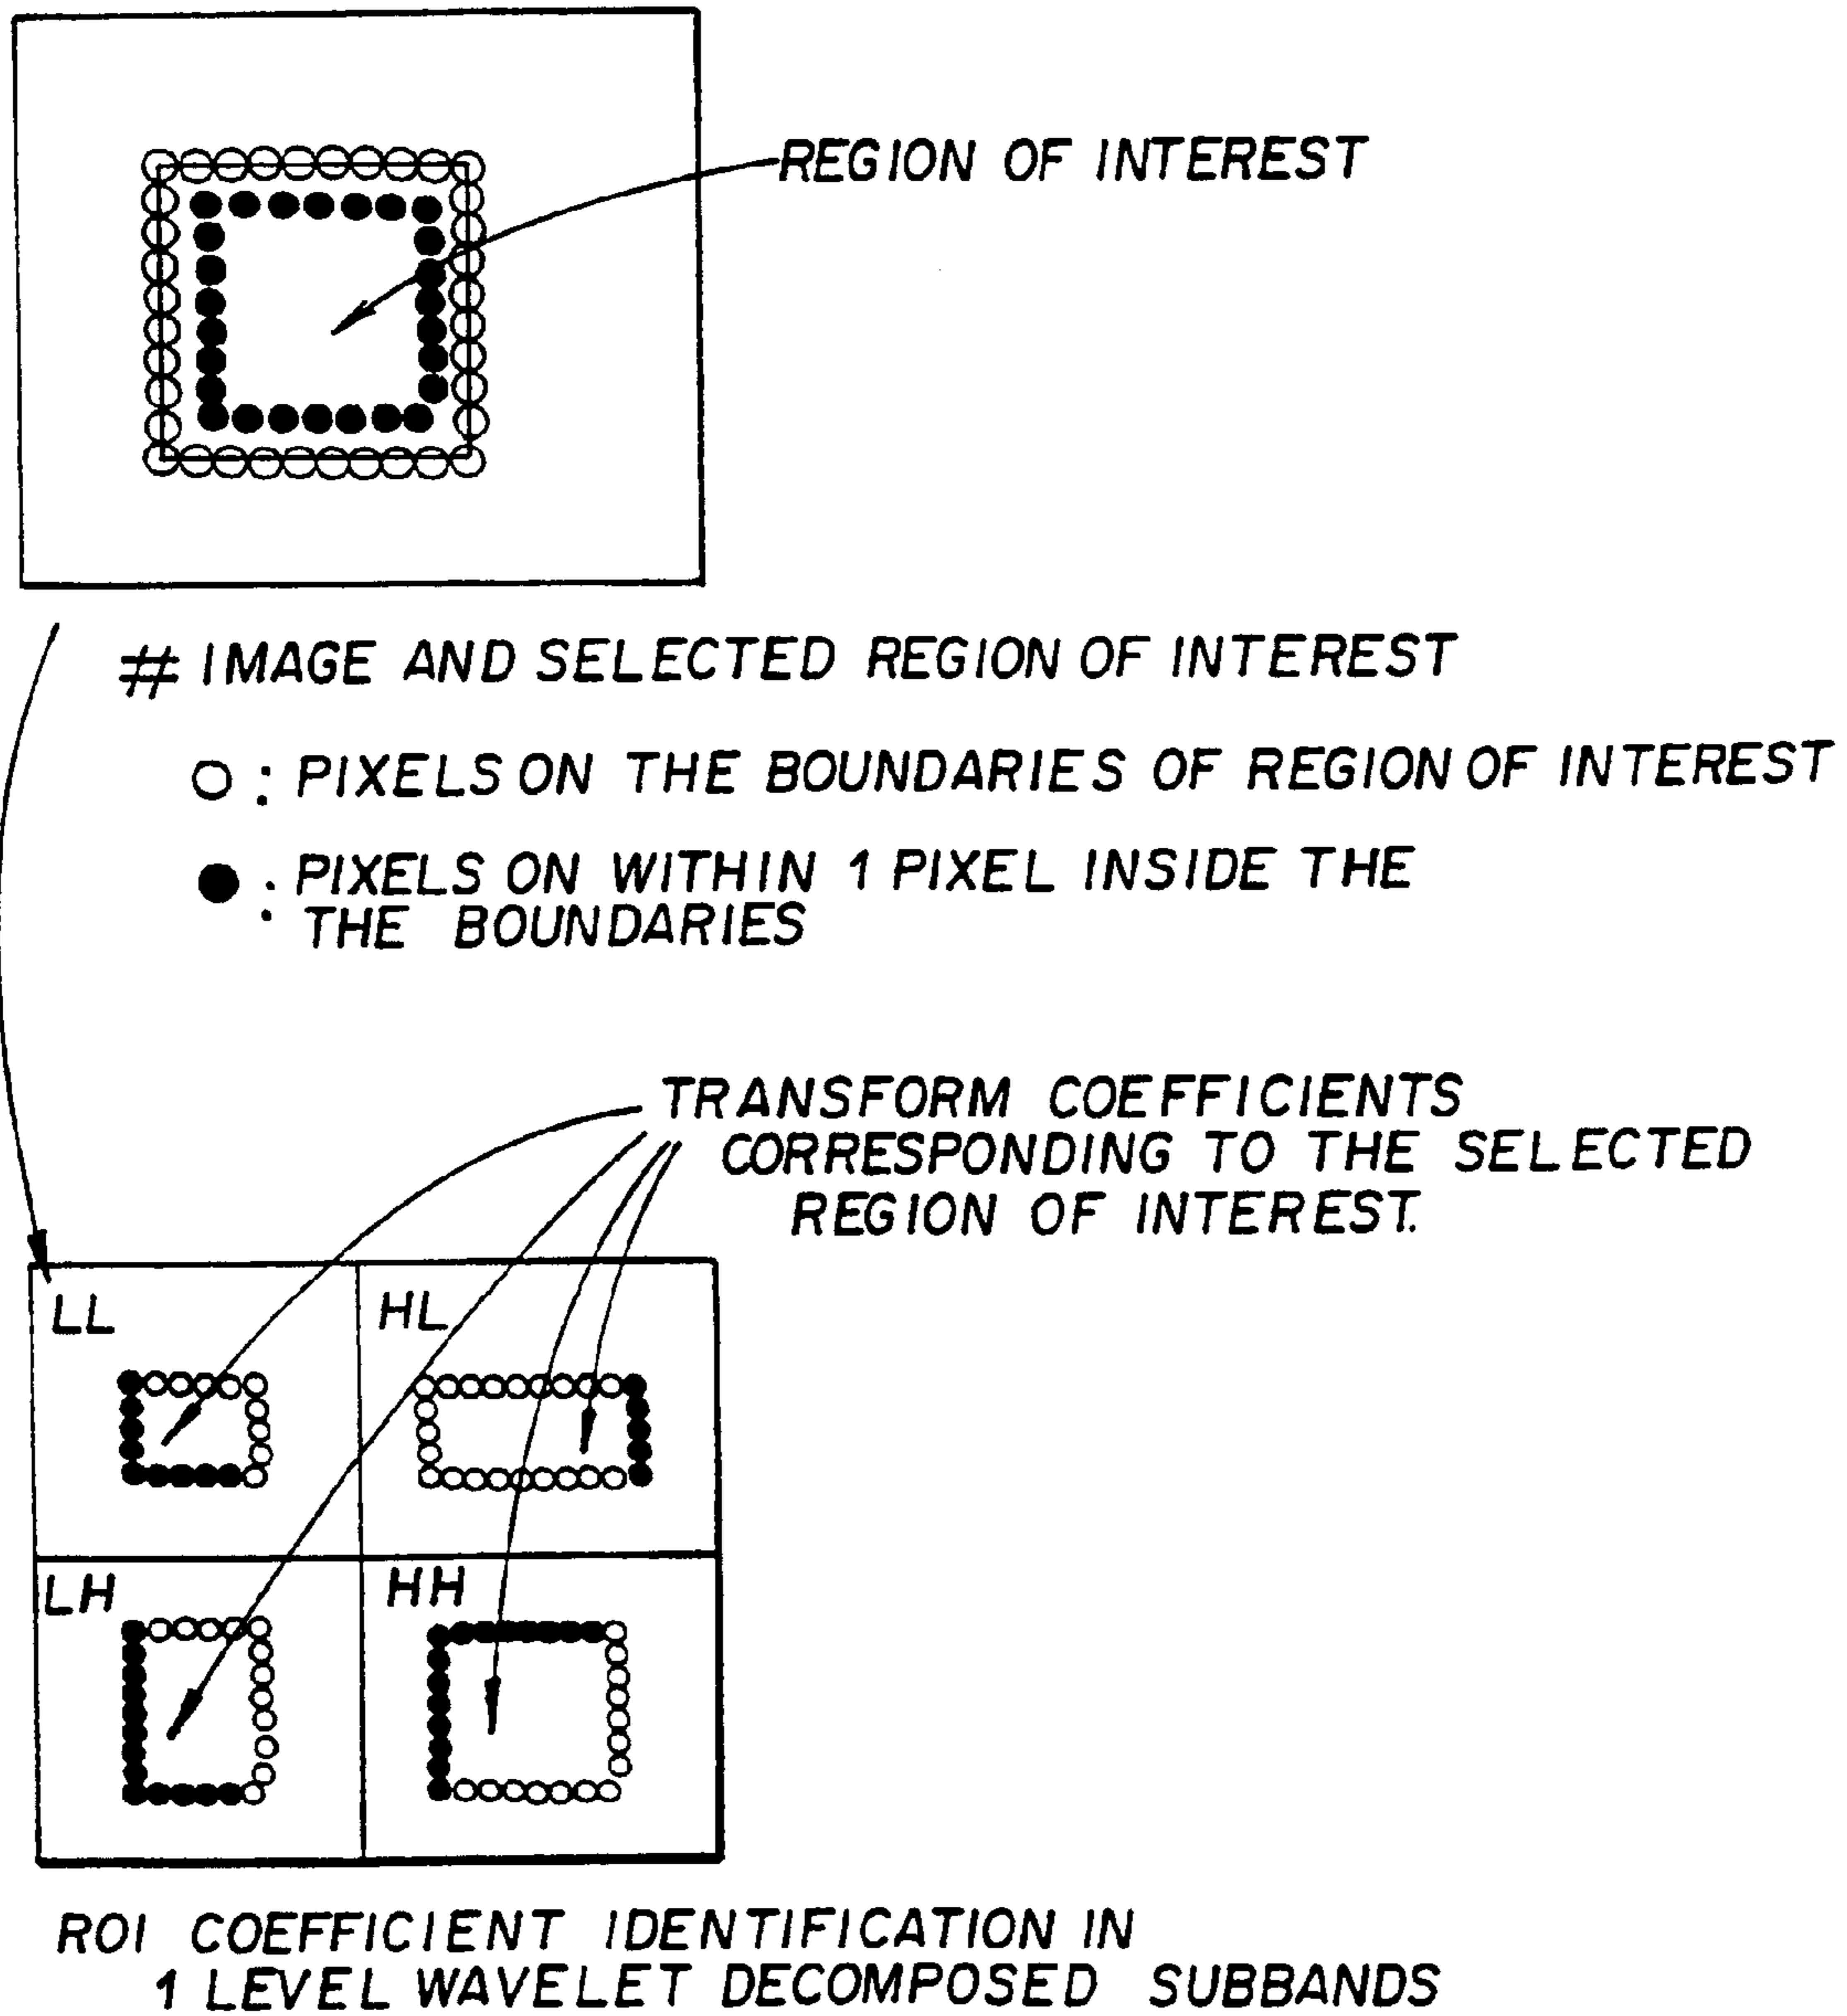 REGION OF INTEREST
# IMAGE AND SELECTED REGION OF INTEREST
○ : PIXELS ON THE BOUNDARIES OF REGION OF INTEREST
● : PIXELS ON WITHIN 1 PIXEL INSIDE THE
THE BOUNDARIES
TRANSFORM COEFFICIENTS
CORRESPONDING TO THE SELECTED
REGION OF INTEREST.
LL
HL
LH
HH
ROI COEFFICIENT IDENTIFICATION IN
1 LEVEL WAVELET DECOMPOSED SUBBANDS